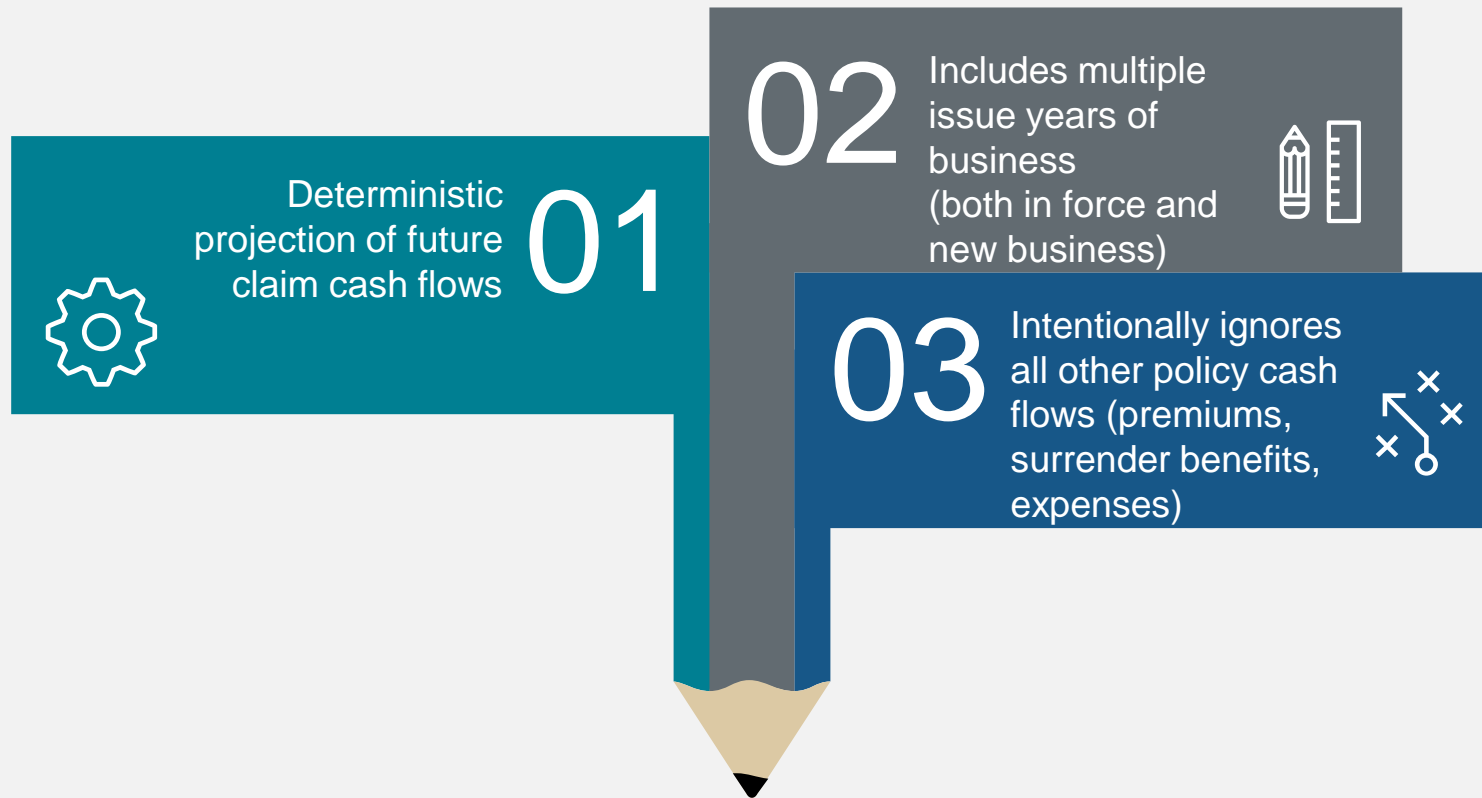 01
Deterministic
projection of future
claim cash flows
02
Includes multiple
issue years of
business
(both in force and
new business)
03
Intentionally ignores
all other policy cash
flows (premiums,
surrender benefits,
expenses)